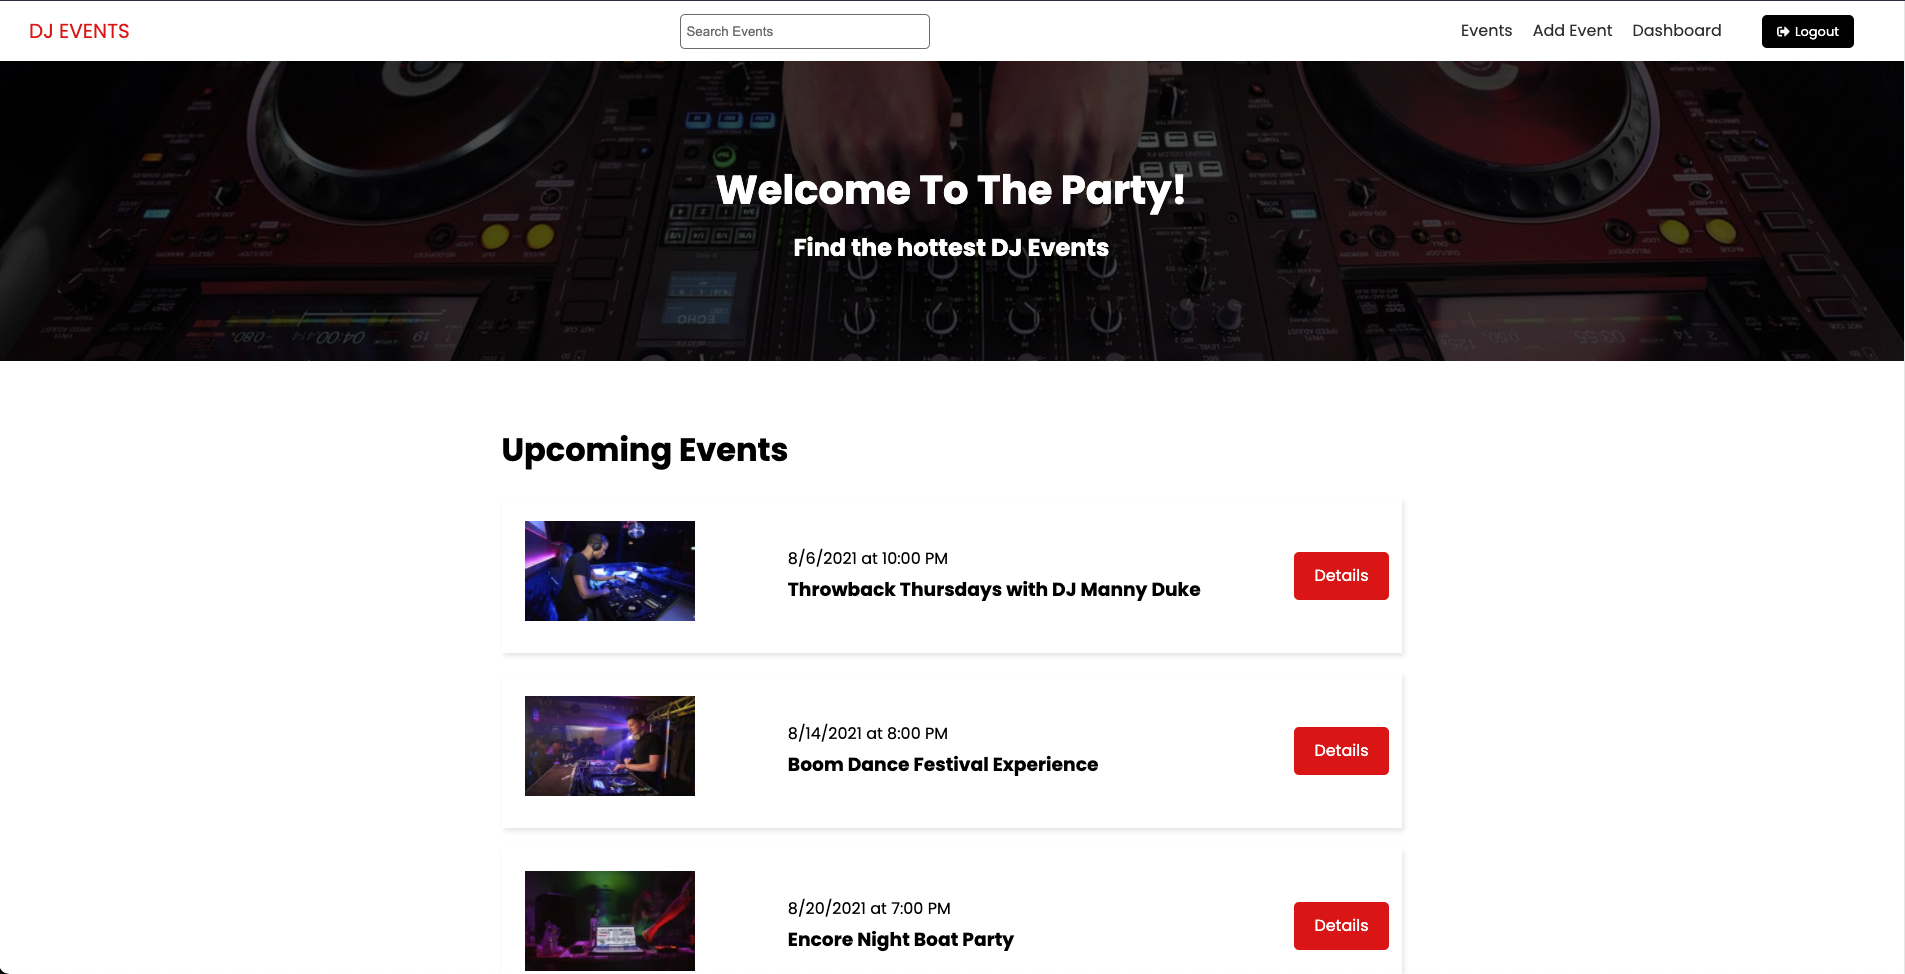 DJ EVENTS
Search Events
Events
Add Event
Dashboard
Logout
Welcome To The Party!
Find the hottest DJ Events
Upcoming Events
8/6/2021 at 10:00 PM
Throwback Thursdays with DJ Manny Duke
Details
8/14/2021 at 8:00 PM
Boom Dance Festival Experience
Details
8/20/2021 at 7:00 PM
Encore Night Boat Party
Details